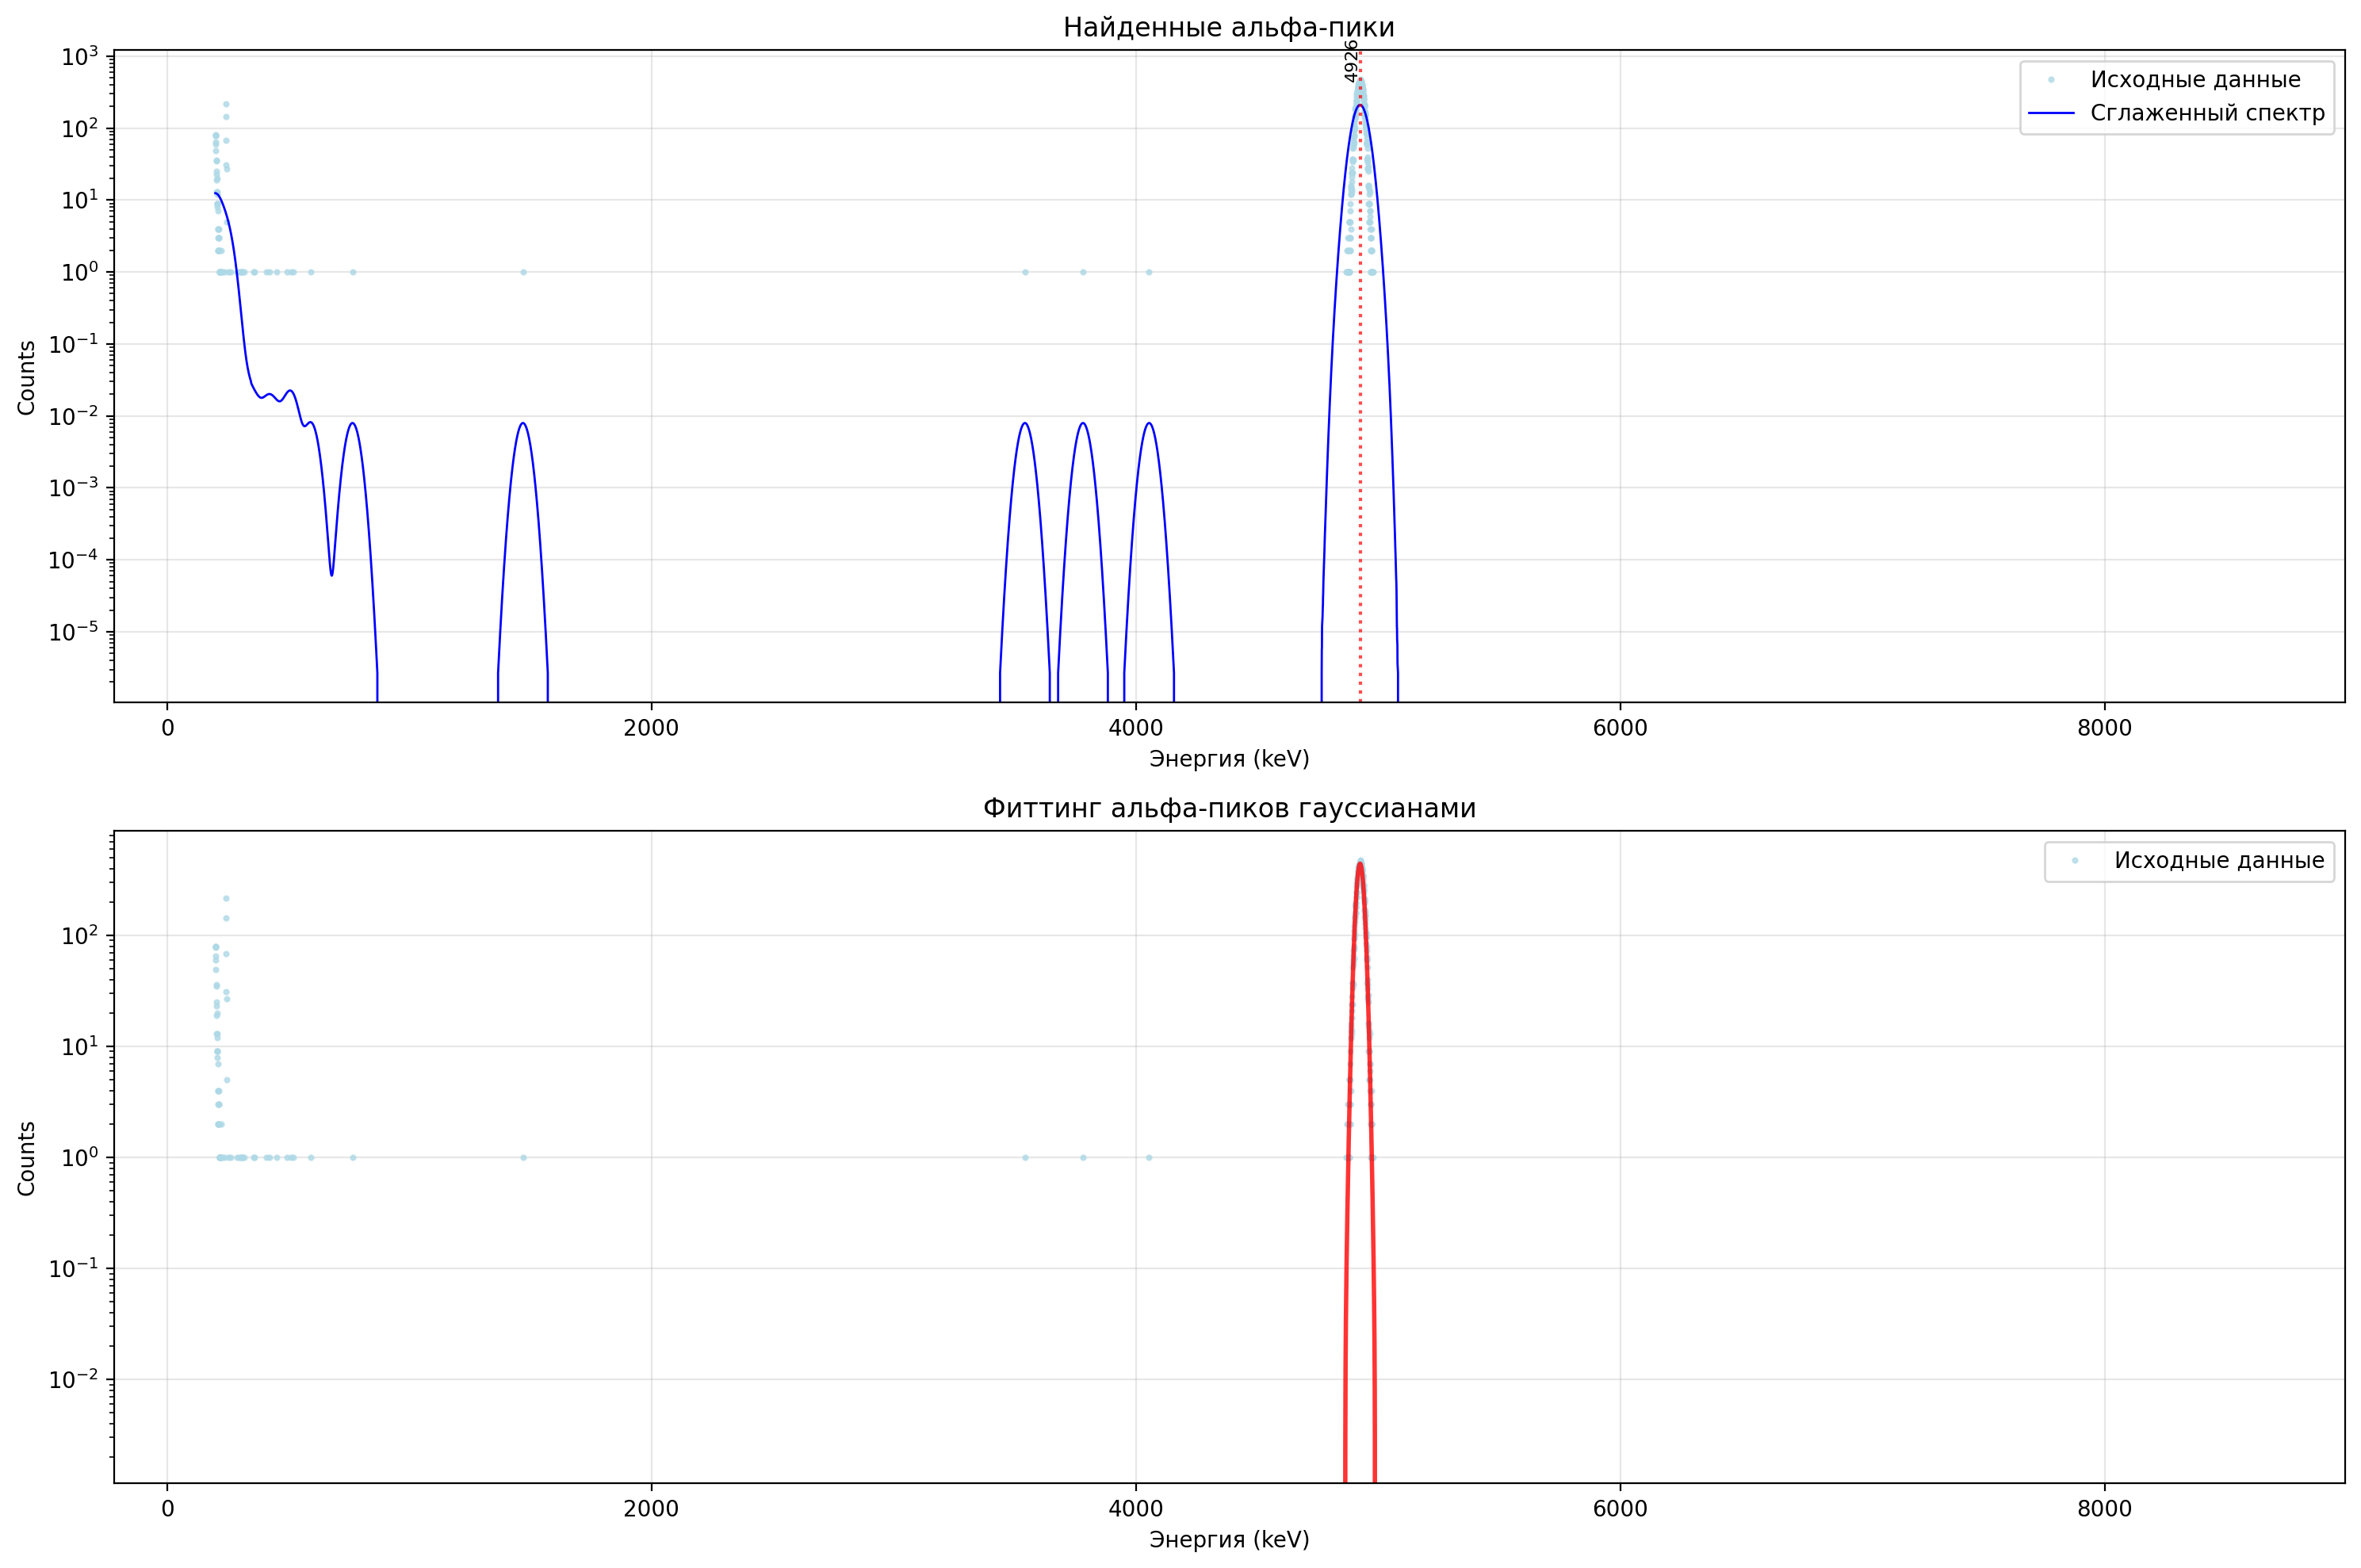 Найденные альфа-пики
10³
10²
10¹
10⁰
10⁻¹
10⁻²
10⁻³
10⁻⁴
10⁻⁵
Counts
4926
Исходные данные
Сглаженный спектр
0 2000 4000 6000 8000
Энергия (keV)
Фиттинг альфа-пиков гауссианами
10²
10¹
10⁰
10⁻¹
10⁻²
Counts
Исходные данные
0 2000 4000 6000 8000
Энергия (keV)